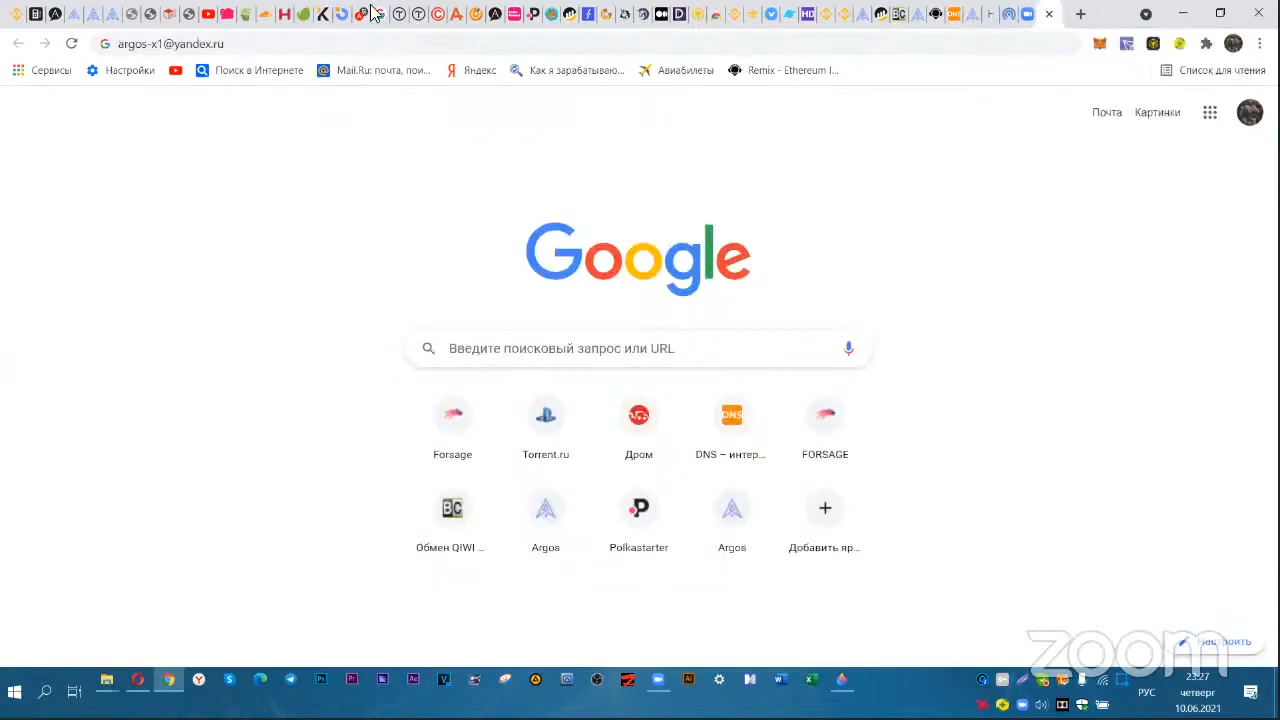 argos-x1@yandex.ru
Сервисы
Настройки
Поиск в Интернете
Mail.Ru: почта, пои...
Яндекс
Как я зарабатываю...
Авиабилеты
Remix - Ethereum I...
Список для чтения
Почта
Картинки
Google
Введите поисковый запрос или URL
Forsage
Torrent.ru
Дром
DNS – интер...
FORSAGE
Обмен QIWI ...
Argos
Polkastarter
Argos
Добавить яр...
Настроить
zoom
РУС
23:27
четверг
10.06.2021